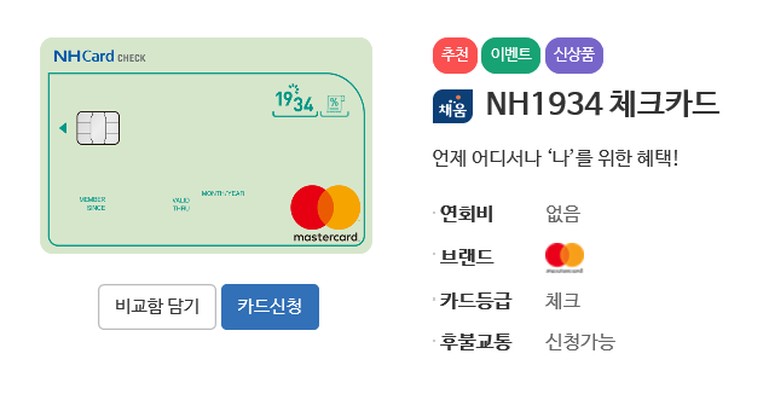 NHCard CHECK
1934
%
MEMBER SINCE
VALID THRU
MONTH/YEAR
mastercard
비교함 담기
카드신청
추천 이벤트 신상품
채움 NH1934 체크카드
언제 어디서나 ‘나’를 위한 혜택!
연회비 없음
브랜드 mastercard
카드등급 체크
후불교통 신청가능